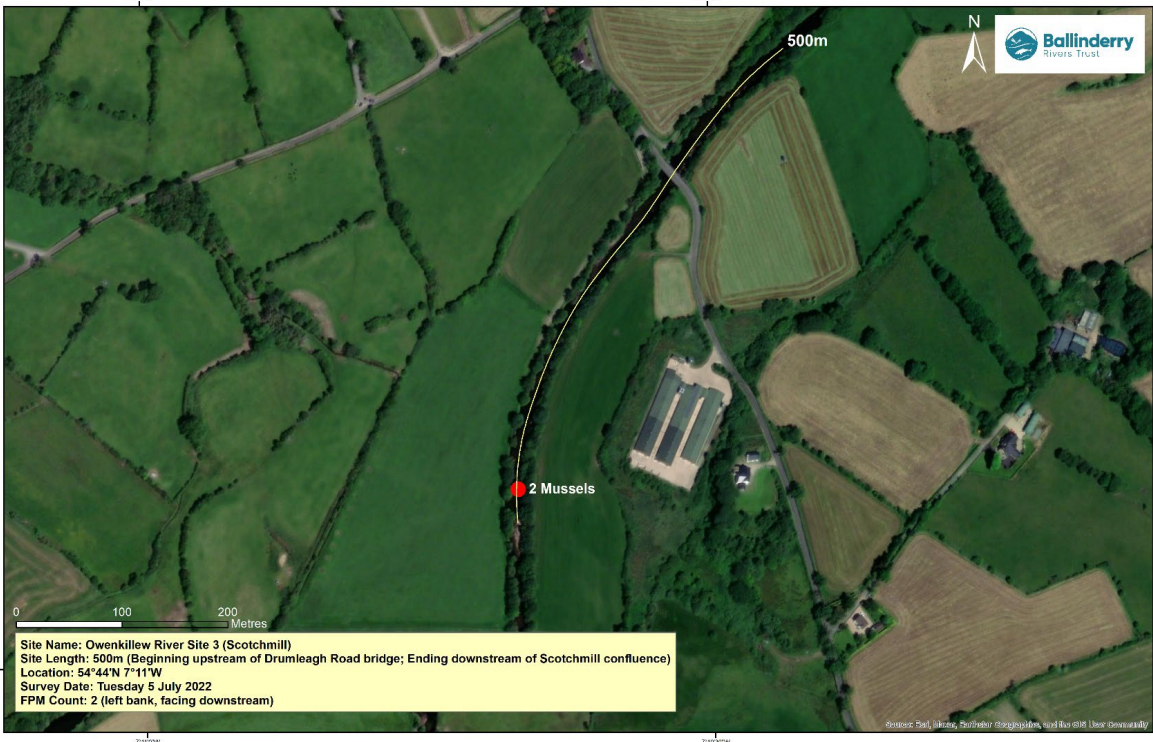 500m
N
Ballinderry
Rivers Trust
2 Mussels
0 100 200
Metres
Site Name: Owenkillew River Site 3 (Scotchmill)
Site Length: 500m (Beginning upstream of Drumleagh Road bridge; Ending downstream of Scotchmill confluence)
Location: 54°44'N 7°11'W
Survey Date: Tuesday 5 July 2022
FPM Count: 2 (left bank, facing downstream)
Source: Esri, Maxar, Earthstar Geographics, and the GIS User Community